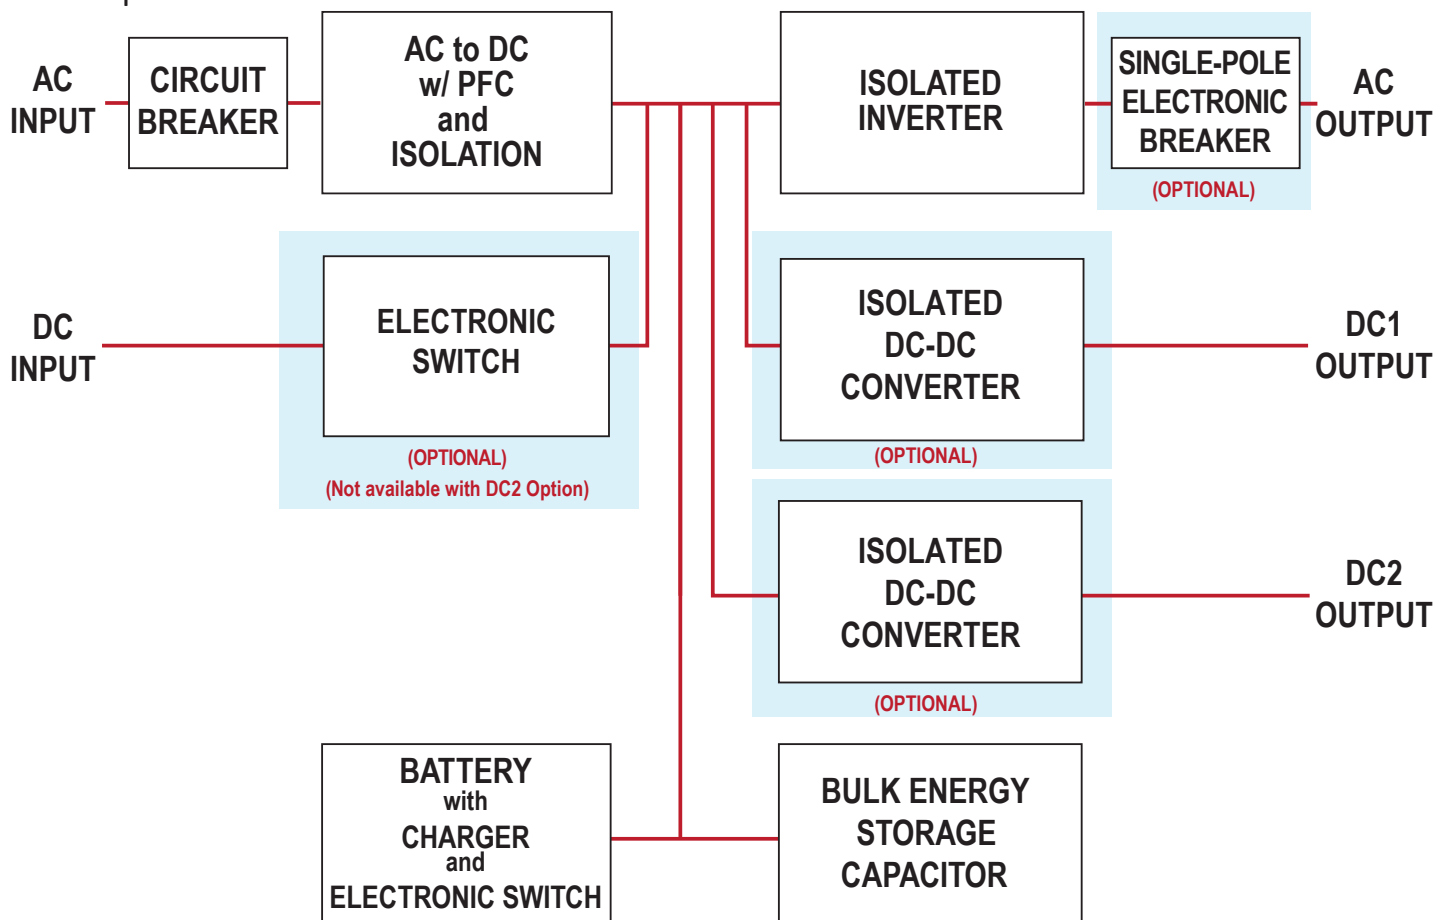 AC
INPUT
CIRCUIT
BREAKER
AC to DC
w/ PFC
and
ISOLATION
ISOLATED
INVERTER
SINGLE-POLE
ELECTRONIC
BREAKER
(OPTIONAL)
AC
OUTPUT
DC
INPUT
ELECTRONIC
SWITCH
(OPTIONAL)
(Not available with DC2 Option)
ISOLATED
DC-DC
CONVERTER
(OPTIONAL)
DC1
OUTPUT
ISOLATED
DC-DC
CONVERTER
(OPTIONAL)
DC2
OUTPUT
BATTERY
with
CHARGER
and
ELECTRONIC SWITCH
BULK ENERGY
STORAGE
CAPACITOR